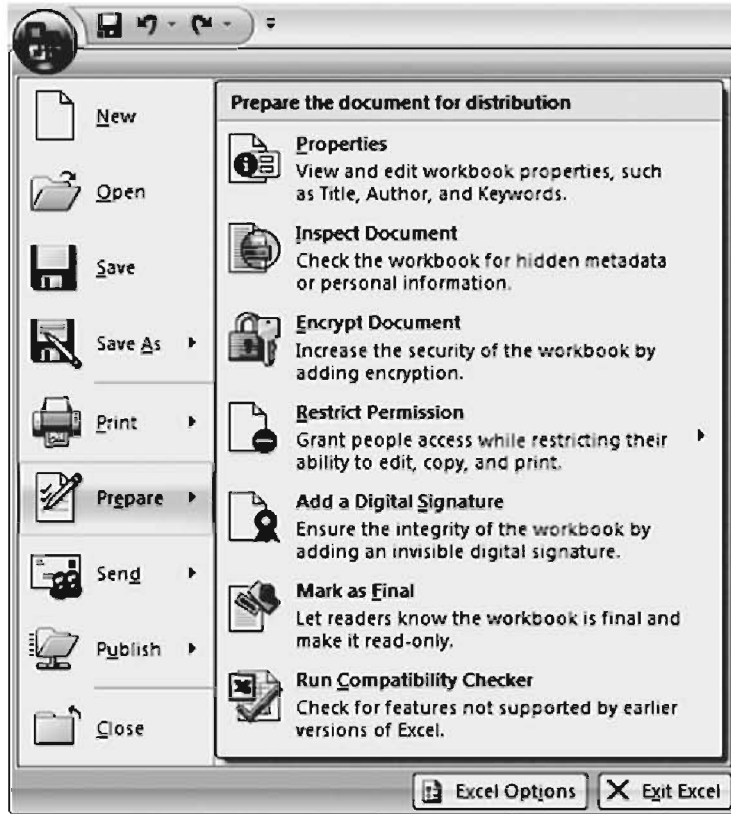 New
Open
Save
Save As
Print
Prepare
Send
Publish
Close
Prepare the document for distribution
Properties
View and edit workbook properties, such
as Title, Author, and Keywords.
Inspect Document
Check the workbook for hidden metadata
or personal information.
Encrypt Document
Increase the security of the workbook by
adding encryption.
Restrict Permission
Grant people access while restricting their
ability to edit, copy, and print.
Add a Digital Signature
Ensure the integrity of the workbook by
adding an invisible digital signature.
Mark as Final
Let readers know the workbook is final and
make it read-only.
Run Compatibility Checker
Check for features not supported by earlier
versions of Excel.
Excel Options
Exit Excel